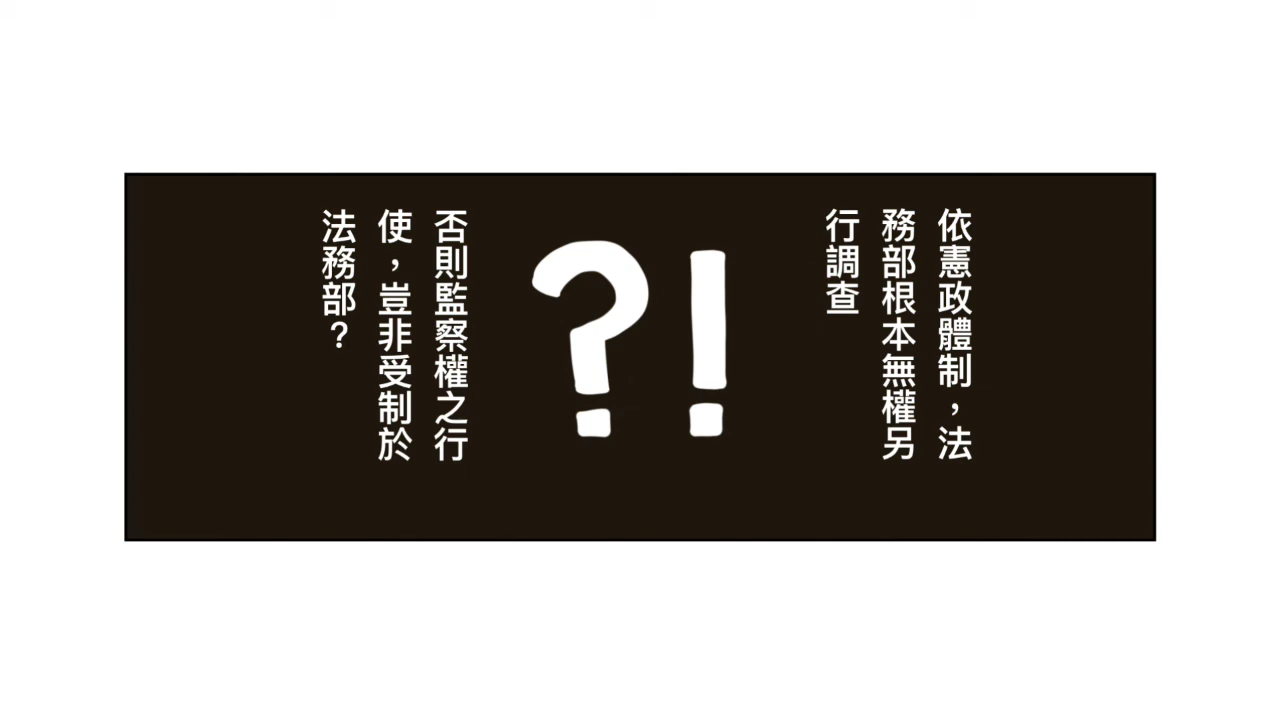 依憲政體制，法
務部根本無權另
行調查
?!
否則監察權之行
使，豈非受制於
法務部？